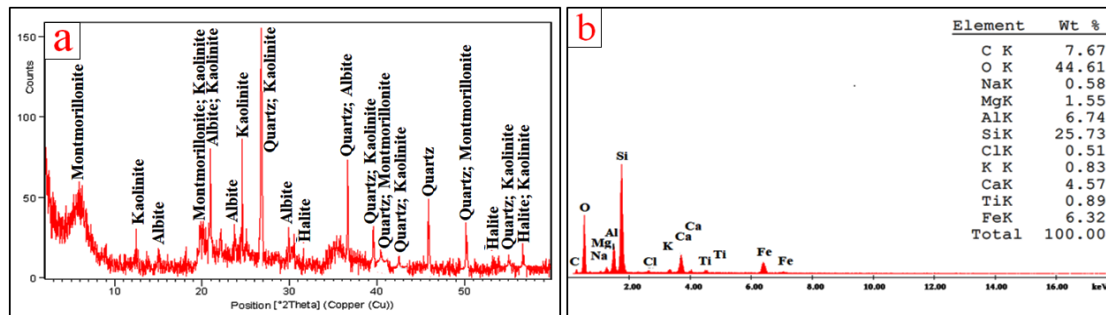 a
Counts
150
100
50
0
Montmorillonite
Kaolinite
Albite
Montmorillonite; Kaolinite
Albite; Kaolinite
Albite
Kaolinite
Quartz; Kaolinite
Albite
Halite
Quartz; Albite
Quartz; Kaolinite
Quartz; Montmorillonite
Quartz; Kaolinite
Quartz
Quartz; Montmorillonite
Halite
Quartz; Kaolinite
Halite; Kaolinite
10 20 30 40 50
Position [°2Theta] (Copper (Cu))
b
Element Wt %
C K 7.67
O K 44.61
NaK 0.58
MgK 1.55
AlK 6.74
SiK 25.73
ClK 0.51
K K 0.83
CaK 4.57
TiK 0.89
FeK 6.32
Total 100.00
Si
O
Ca
Mg Al
K Ca
Ti Fe
C Na Cl Ti Fe
2.00 4.00 6.00 8.00 10.00 12.00 14.00 16.00 keV